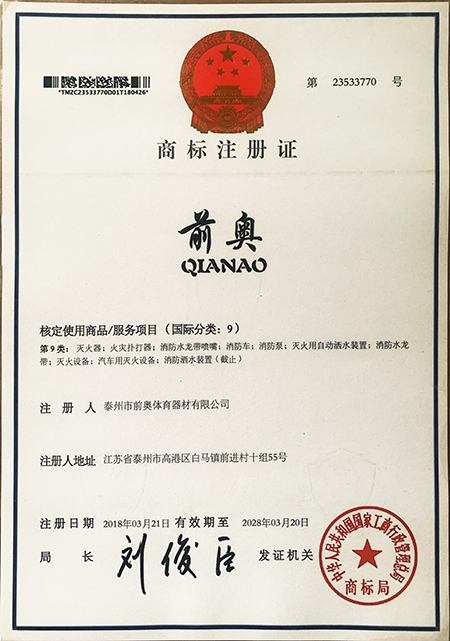 *TMZC23533770D01T180426*
第 23533770 号
商标注册证
前奥
QIANAO
核定使用商品/服务项目（国际分类：9）
第9类：灭火器；火灾扑打器；消防水龙带喷嘴；消防车；消防泵；灭火用自动洒水装置；消防水龙
带；灭火设备；汽车用灭火设备；消防洒水装置（截止）
注 册 人 泰州市前奥体育器材有限公司
注册人地址 江苏省泰州市高港区白马镇前进村十组55号
注册日期 2018年03月21日 有效期至 2028年03月20日
局 长 刘俊臣 发证机关
中华人民共和国国家工商行政管理总局
商标局